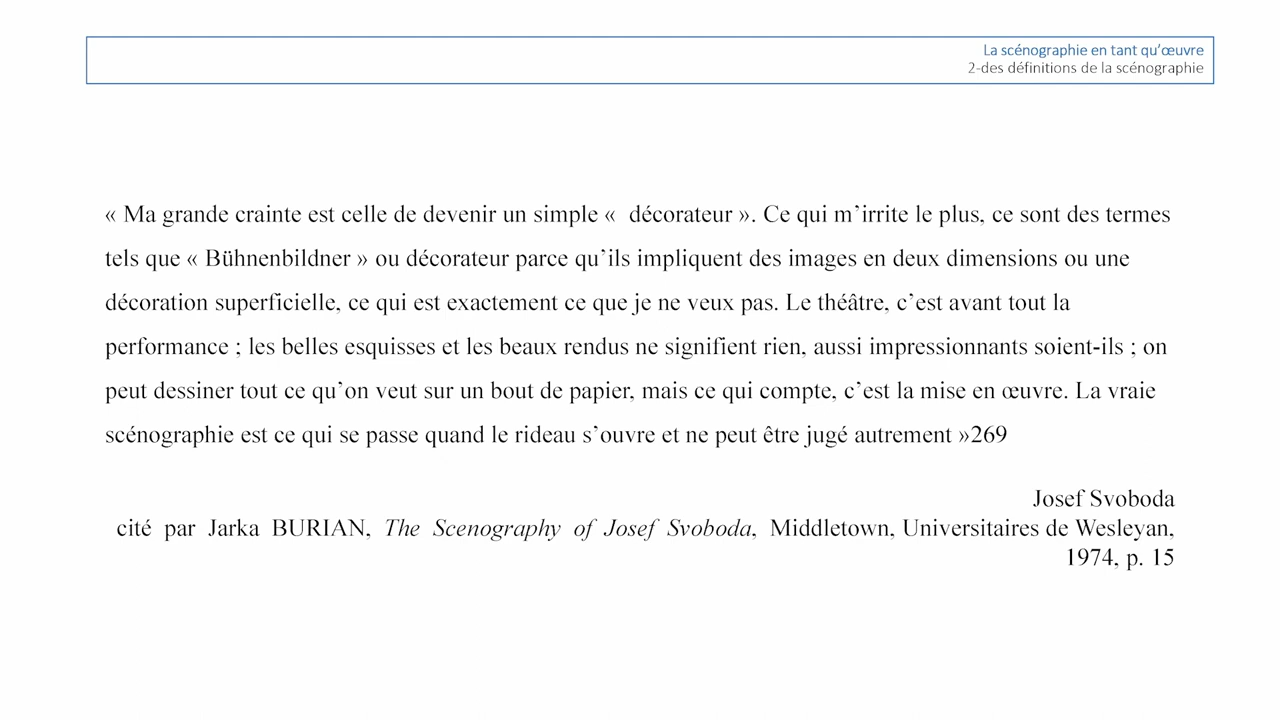 La scénographie en tant qu’œuvre
2-des définitions de la scénographie
« Ma grande crainte est celle de devenir un simple «  décorateur ». Ce qui m’irrite le plus, ce sont des termes
tels que « Bühnenbildner » ou décorateur parce qu’ils impliquent des images en deux dimensions ou une
décoration superficielle, ce qui est exactement ce que je ne veux pas. Le théâtre, c’est avant tout la
performance ; les belles esquisses et les beaux rendus ne signifient rien, aussi impressionnants soient-ils ; on
peut dessiner tout ce qu’on veut sur un bout de papier, mais ce qui compte, c’est la mise en œuvre. La vraie
scénographie est ce qui se passe quand le rideau s’ouvre et ne peut être jugé autrement »269
Josef Svoboda
cité par Jarka BURIAN, The Scenography of Josef Svoboda, Middletown, Universitaires de Wesleyan,
1974, p. 15